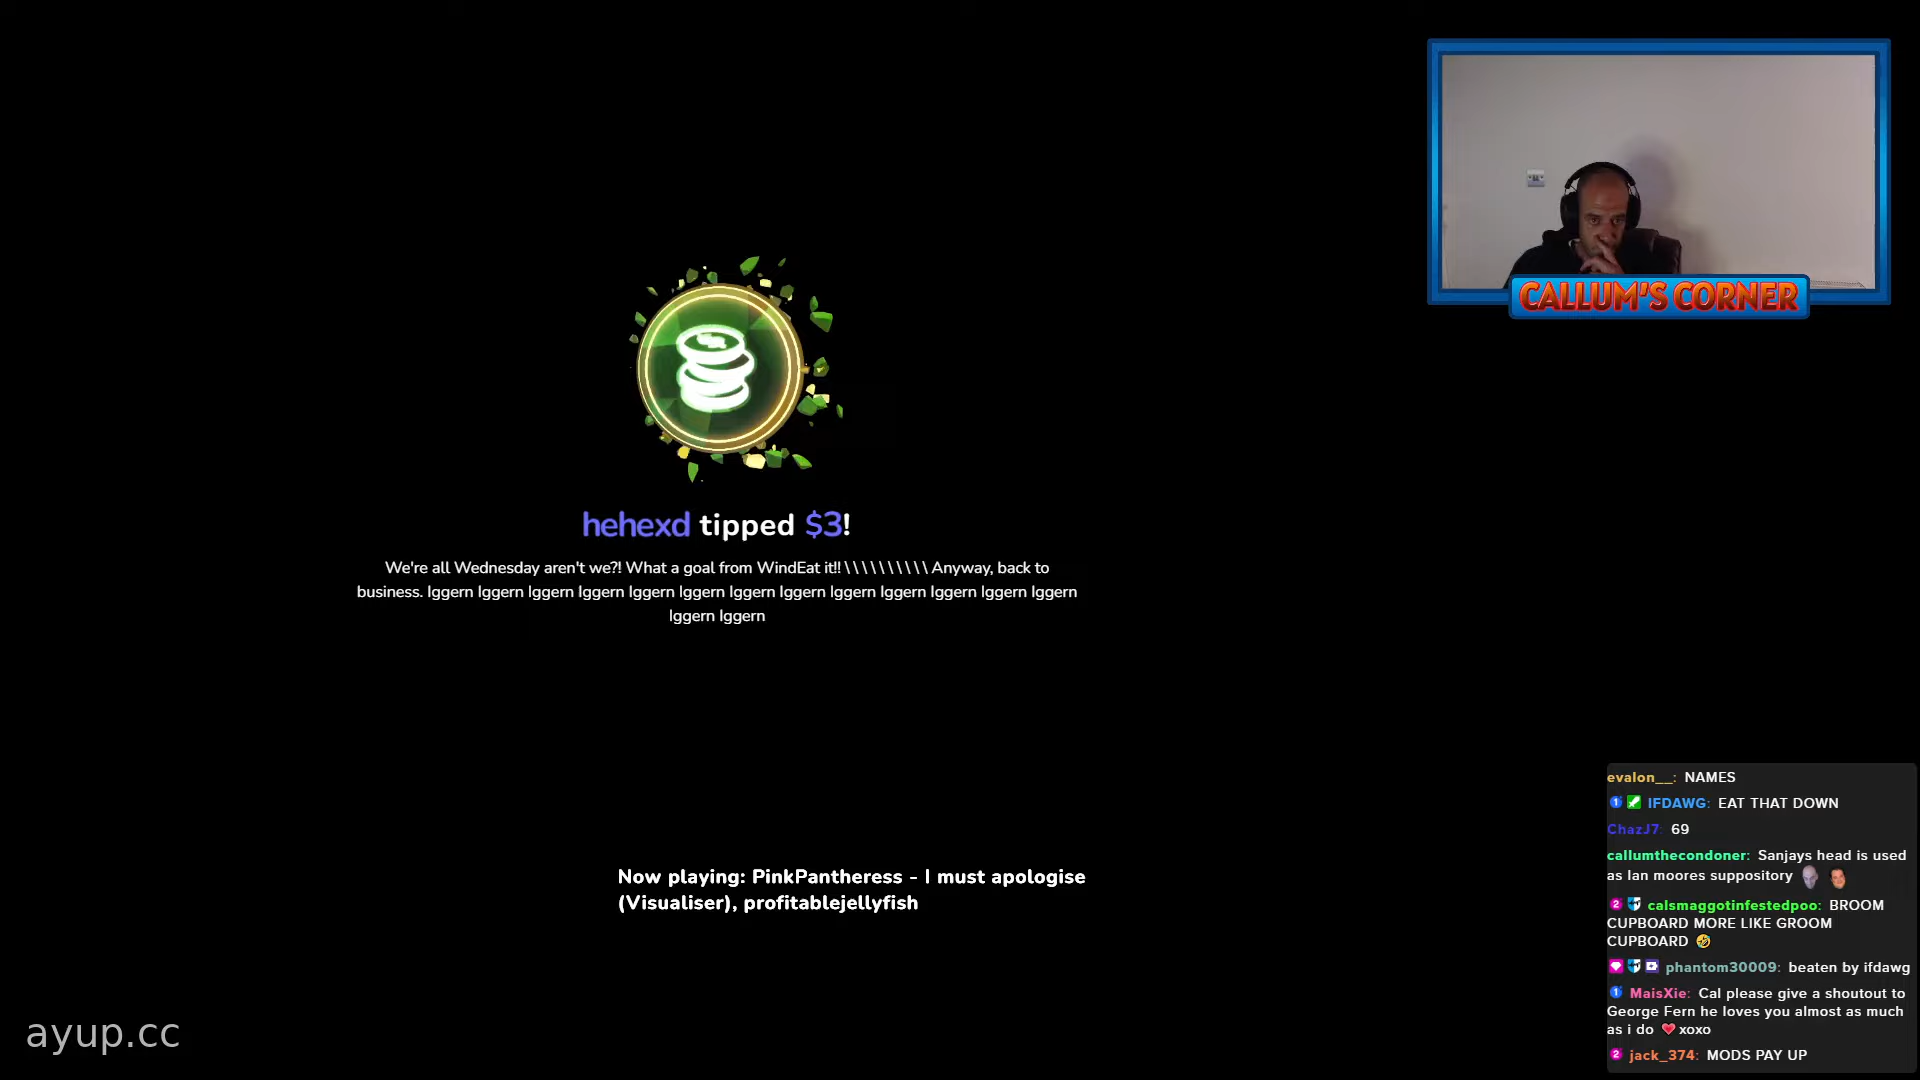 CALLUM'S CORNER
hehexd tipped $3!
We're all Wednesday aren't we?! What a goal from WindEat it!! \ \ \ \ \ \ \ \ \ \ Anyway, back to
business. Iggern Iggern Iggern Iggern Iggern Iggern Iggern Iggern Iggern Iggern Iggern Iggern Iggern
Iggern Iggern
Now playing: PinkPantheress - I must apologise
(Visualiser), profitablejellyfish
evalon__: NAMES
IFDAWG: EAT THAT DOWN
ChazJ7: 69
callumthecondoner: Sanjays head is used
as Ian moores suppository
calsmaggotinfestedpoo: BROOM
CUPBOARD MORE LIKE GROOM
CUPBOARD 🤣
phantom30009: beaten by ifdawg
MaisXie: Cal please give a shoutout to
George Fern he loves you almost as much
as i do ❤️ xoxo
jack_374: MODS PAY UP
ayup.cc